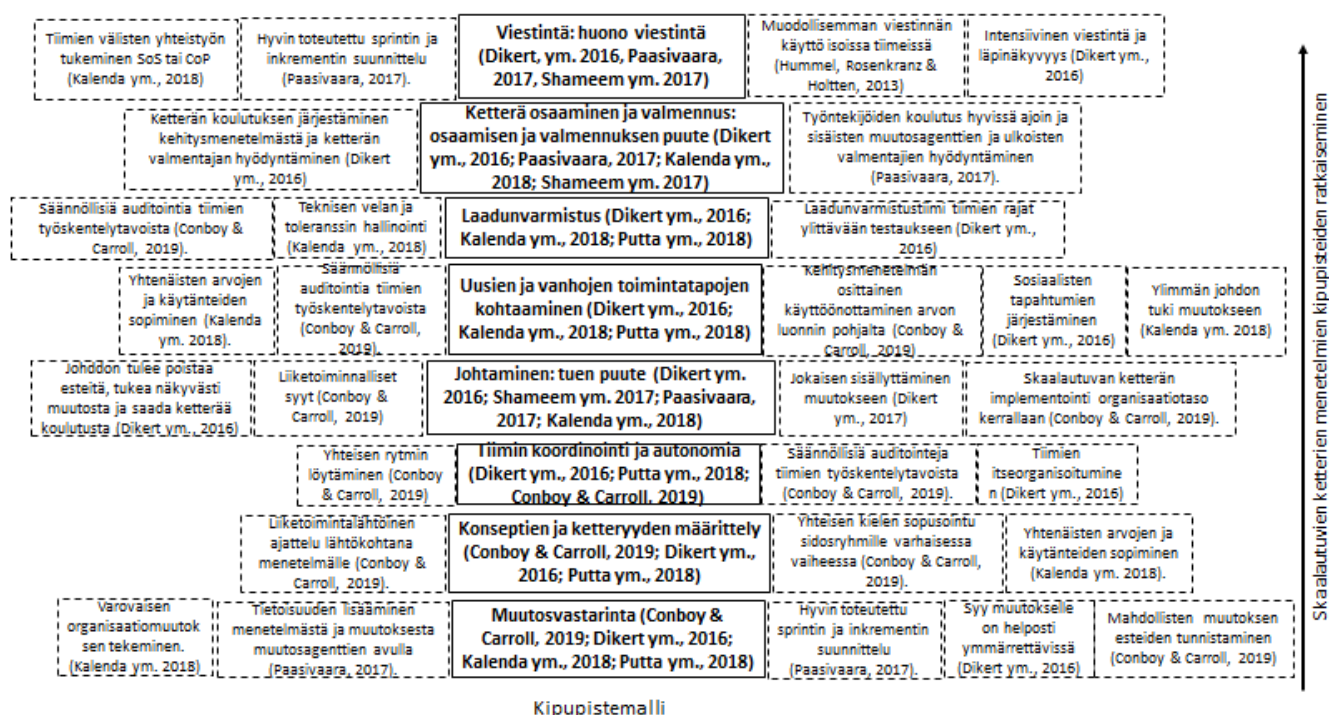 Tiimien välisten yhteistyön
tukeminen SoS tai CoP
(Kalenda ym., 2018)
Hyvin toteutettu sprintin ja
inkrementin suunnittelu
(Paasivaara, 2017).
Viestintä: huono viestintä
(Dikert, ym. 2016, Paasivaara,
2017, Shameem ym. 2017)
Muodollisemman viestinnän
käyttö isoissa tiimeissä
(Hummel, Rosenkranz &
Holtten, 2013)
Intensiivinen viestintä ja
läpinäkyvyys (Dikert ym.,
2016)
Ketterän koulutuksen järjestäminen
kehitysmenetelmästä ja ketterän
valmentajan hyödyntäminen (Dikert
ym., 2016)
Ketterä osaaminen ja valmennus:
osaamisen ja valmennuksen puute (Dikert
ym., 2016; Paasivaara, 2017; Kalenda ym.,
2018; Shameem ym. 2017)
Työntekijöiden koulutus hyvissä ajoin ja
sisäisten muutosagenttien ja ulkoisten
valmentajien hyödyntäminen
(Paasivaara, 2017).
Säännöllisiä auditointia tiimien
työskentelytavoista (Conboy &
Carroll, 2019).
Teknisen velan ja
toleranssin hallinointi
(Kalenda ym., 2018)
Laadunvarmistus (Dikert ym., 2016;
Kalenda ym., 2018; Putta ym., 2018)
Laadunvarmistustiimi tiimien rajat
ylittävään testaukseen (Dikert ym.,
2016)
Yhtenäisten arvojen
ja käytänteiden
sopiminen (Kalenda
ym. 2018).
Säännöllisiä
auditointia tiimien
työskentelytavoista
(Conboy & Carroll,
2019).
Uusien ja vanhojen toimintatapojen
kohtaaminen (Dikert ym., 2016;
Kalenda ym., 2018; Putta ym., 2018)
Kehitysmenetelmän
osittainen
käyttöönottaminen arvon
luonnin pohjalta (Conboy
& Carroll, 2019)
Sosiaalisten
tapahtumien
järjestäminen
(Dikert ym., 2016)
Ylimmän johdon
tuki muutokseen
(Kalenda ym. 2018)
Johddon tulee poistaa
esteitä, tukea näkyvästi
muutosta ja saada ketterää
koulutusta (Dikert ym., 2016)
Liiketoiminnalliset
syyt (Conboy &
Carroll, 2019)
Johtaminen: tuen puute (Dikert ym.
2016; Shameem ym. 2017; Paasivaara,
2017; Kalenda ym., 2018)
Jokaisen sisällyttäminen
muutokseen (Dikert
ym., 2017)
Skaalautuvan ketterän
implementointi organisaatiotaso
kerrallaan (Conboy & Carroll, 2019).
Yhteisen rytmin
löytäminen (Conboy
& Carroll, 2019)
Tiimin koordinointi ja autonomia
(Dikert ym., 2016; Putta ym., 2018;
Conboy & Carroll, 2019)
Säännöllisiä auditointeja
tiimien työskentelytavoista
(Conboy & Carroll, 2019).
Tiimien
itseorganisoitumine
n (Dikert ym., 2016)
Liiketoimintalähtöinen
ajattelu lähtökohtana
menetelmälle (Conboy &
Carroll, 2019).
Konseptien ja ketteryyden määrittely
(Conboy & Carroll, 2019; Dikert ym.,
2016; Putta ym., 2018)
Yhteisen kielen sopusointu
sidosryhmille varhaisessa
vaiheessa (Conboy & Carroll,
2019).
Yhtenäisten arvojen ja
käytänteiden sopiminen
(Kalenda ym. 2018).
Varovaisen
organisaatiomuutok
sen tekeminen.
(Kalenda ym. 2018)
Tietoisuuden lisääminen
menetelmästä ja muutoksesta
muutosagenttien avulla
(Paasivaara, 2017).
Muutosvastarinta (Conboy &
Carroll, 2019; Dikert ym., 2016;
Kalenda ym., 2018; Putta ym., 2018)
Hyvin toteutettu
sprintin ja inkrementin
suunnittelu
(Paasivaara, 2017).
Syy muutokselle
on helposti
ymmärrettävissä
(Dikert ym., 2016)
Mahdollisten muutoksen
esteiden tunnistaminen
(Conboy & Carroll, 2019)
Skaalautuvien ketterien menetelmien kipupisteiden ratkaiseminen
Kipupistemalli